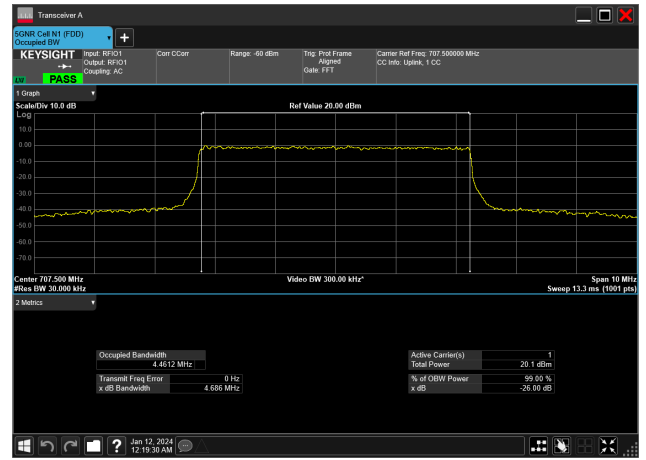 Transceiver A
5GNR Cell N1 (FDD)
Occupied BW
+
KEYSIGHT
LXI PASS
Input: RFIO1
Output: RFIO1
Coupling: AC
Corr CCorr
Range: -60 dBm
Trig: Prot Frame
Aligned
Gate: FFT
Carrier Ref Freq: 707.500000 MHz
CC Info: Uplink, 1 CC
1 Graph
Scale/Div 10.0 dB
Ref Value 20.00 dBm
Log
10.0
0.00
-10.0
-20.0
-30.0
-40.0
-50.0
-60.0
-70.0
Center 707.500 MHz
Video BW 300.00 kHz*
Span 10 MHz
#Res BW 30.000 kHz
Sweep 13.3 ms (1001 pts)
2 Metrics
Occupied Bandwidth
4.4612 MHz
Transmit Freq Error 0 Hz
x dB Bandwidth 4.686 MHz
Active Carrier(s) 1
Total Power 20.1 dBm
% of OBW Power 99.00 %
x dB -26.00 dB
?
Jan 12, 2024
12:19:30 AM